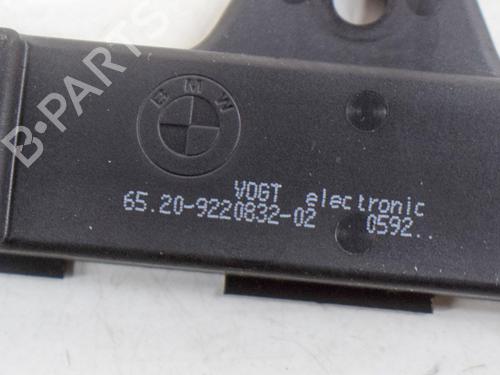 B-PARTS
BMW
VOGT electronic
65.20-9220832-02 0592..